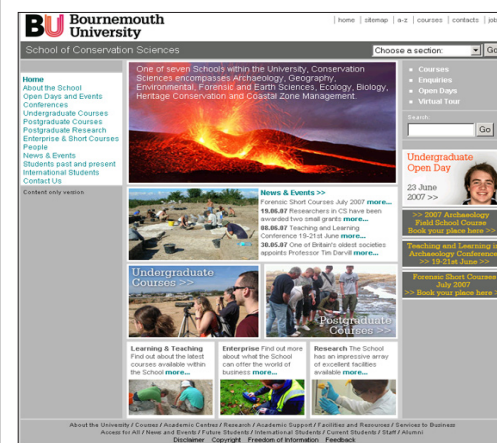 BU Bournemouth
University
| home | sitemap | a-z | courses | contacts |
School of Conservation Sciences
Choose a section:
Go
Home
About the School
Open Days and Events
Conferences
Undergraduate Courses
Postgraduate Courses
Postgraduate Research
Enterprise & Short Courses
People
News & Events
Students past and present
International Students
Contact Us
Content only version
One of seven Schools within the University, Conservation
Sciences encompasses Archaeology, Geography,
Environmental, Forensic and Earth Sciences, Ecology, Biology,
Heritage Conservation and Coastal Zone Management.
Courses
Enquiries
Open Days
Virtual Tour
Search:
Go
Undergraduate
Open Day
23 June
2007 >>
>> 2007 Archaeology
Field School Course
Book your place here >>
Teaching and Learning in
Archaeology Conference
>> 19-21st June >>
Forensic Short Courses
July 2007
>> Book your place here >
News & Events >>
Forensic Short Courses July 2007 more...
19.06.07 Researchers in CS have been
awarded two small grants more...
08.06.07 Teaching and Learning
Conference 19-21st June more...
30.05.07 One of Britain's oldest societies
appoints Professor Tim Darvill more...
Undergraduate
Courses >>
Postgraduate
Courses >>
Learning & Teaching
Find out about the latest
courses available within
the School more...
Enterprise Find out more
about what the School
can offer the world of
business more...
Research The School
has an impressive array
of excellent facilities
available more...
About the University / Courses / Academic Centres / Research / Academic Support / Facilities and Resources / Services to Business
Access for All / News and Events / Future Students / International Students / Current Students / Staff / Alumni
Disclaimer Copyright Freedom of Information Feedback